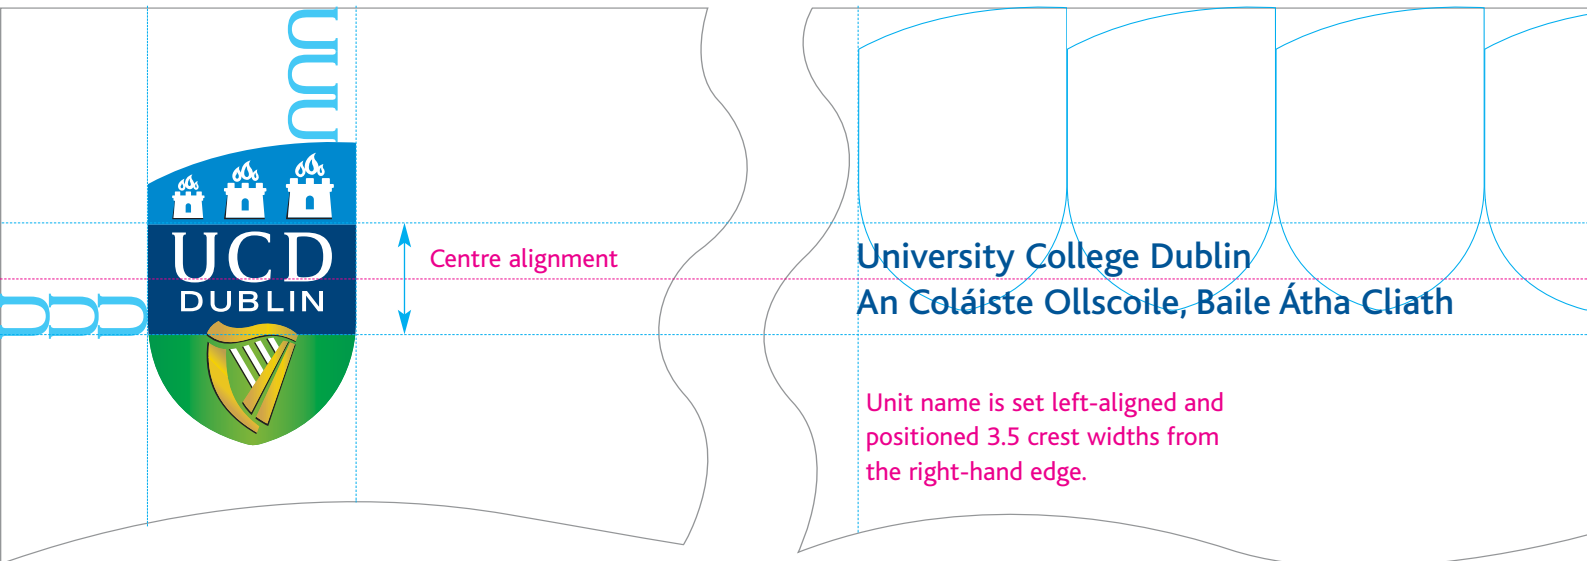 U U U
UCD
DUBLIN
U U U
Centre alignment
University College Dublin
An Coláiste Ollscoile, Baile Átha Cliath
Unit name is set left-aligned and
positioned 3.5 crest widths from
the right-hand edge.